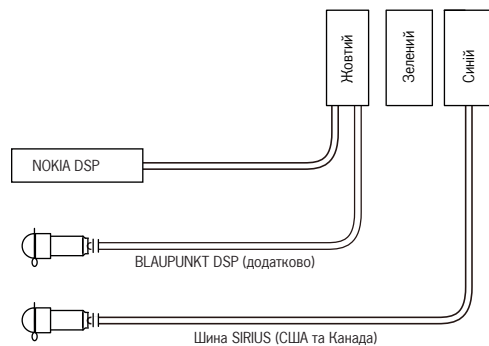 Жовтий
Зелений
Синій
NOKIA DSP
BLAUPUNKT DSP (додатково)
Шина SIRIUS (США та Канада)